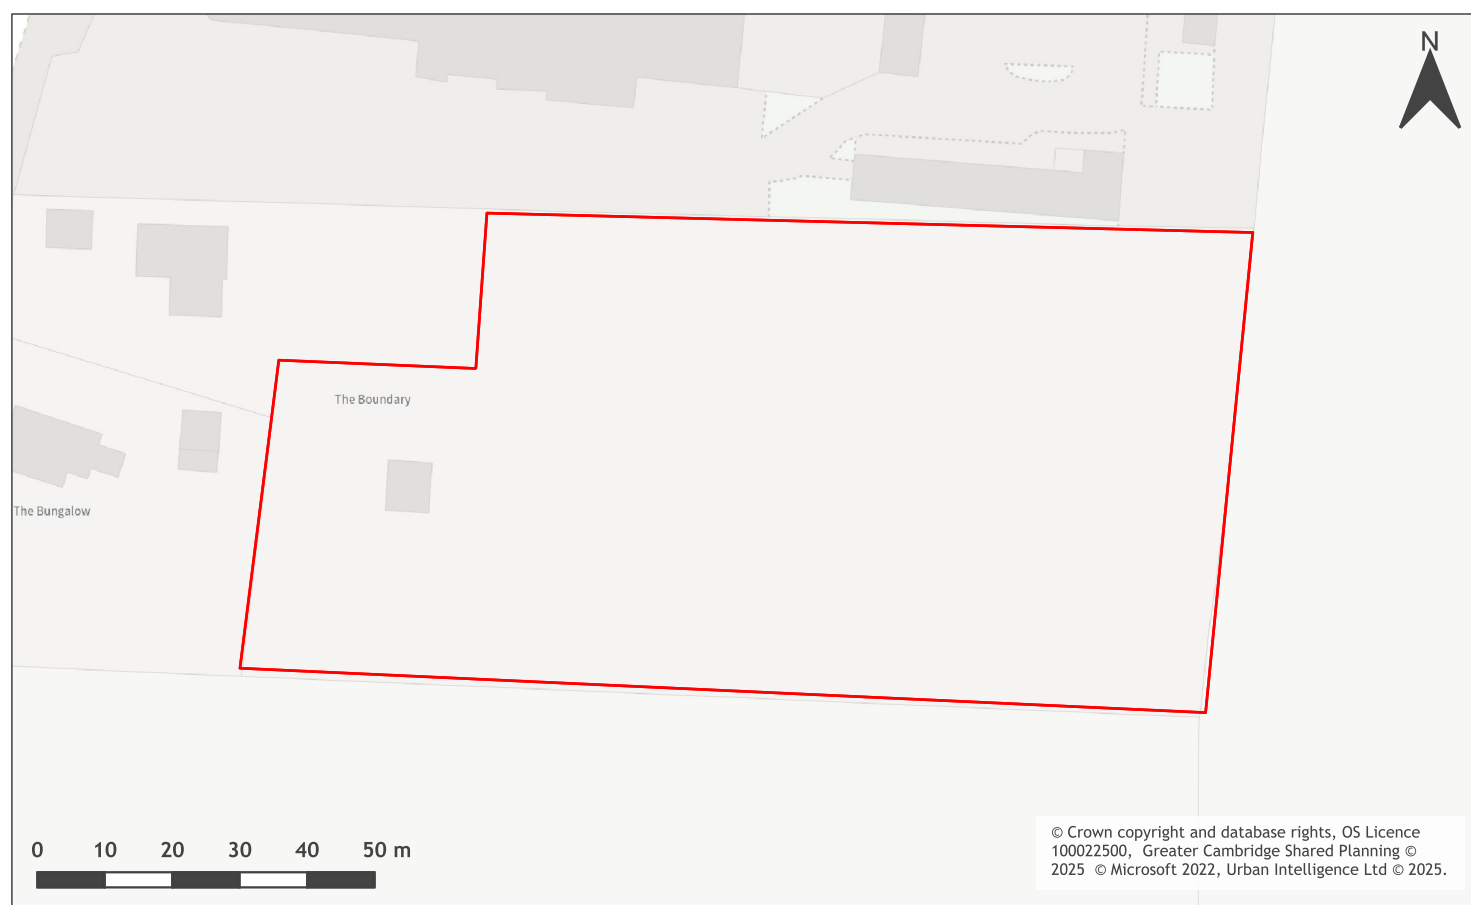 N
The Boundary
The Bungalow
0 10 20 30 40 50 m
© Crown copyright and database rights, OS Licence
100022500, Greater Cambridge Shared Planning ©
2025 © Microsoft 2022, Urban Intelligence Ltd © 2025.